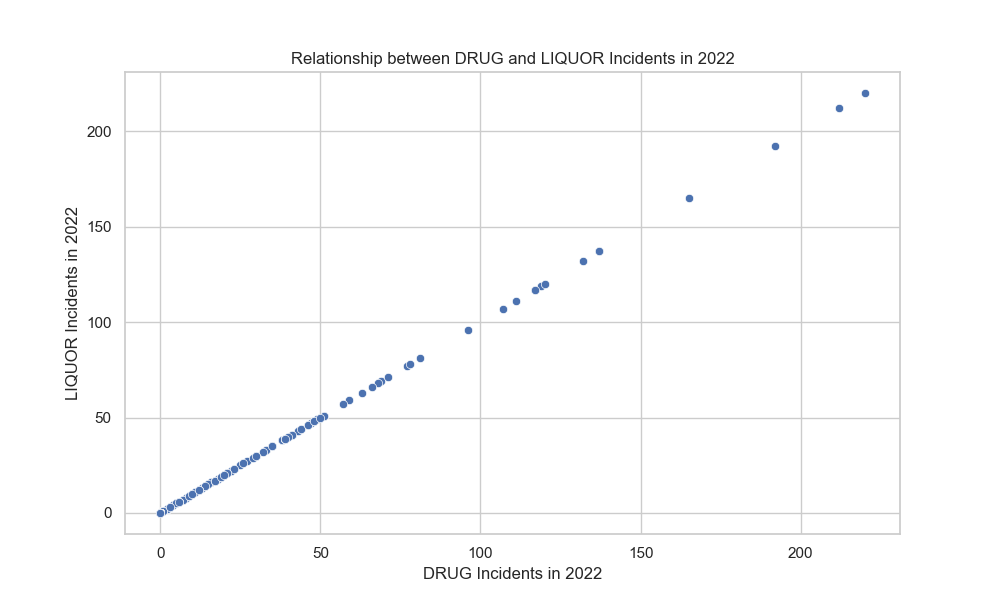 Relationship between DRUG and LIQUOR Incidents in 2022
LIQUOR Incidents in 2022
200
150
100
50
0
0 50 100 150 200
DRUG Incidents in 2022